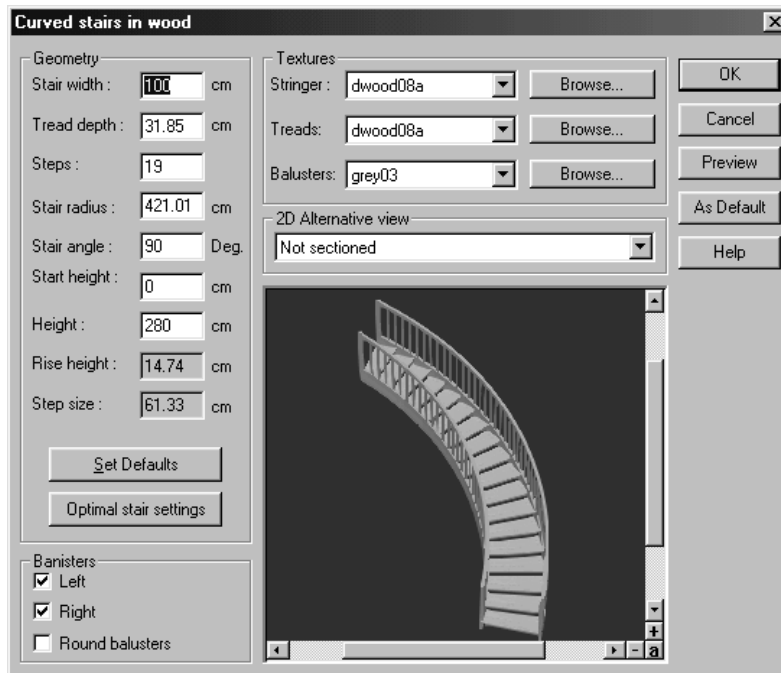 Curved stairs in wood
Geometry
Stair width : 100 cm
Tread depth : 31.85 cm
Steps : 19
Stair radius : 421.01 cm
Stair angle : 90 Deg.
Start height : 0 cm
Height : 280 cm
Rise height : 14.74 cm
Step size : 61.33 cm
Set Defaults
Optimal stair settings
Banisters
Left
Right
Round balusters
Textures
Stringer : dwood08a Browse...
Treads: dwood08a Browse...
Balusters: grey03 Browse...
2D Alternative view
Not sectioned
+
- a
OK
Cancel
Preview
As Default
Help